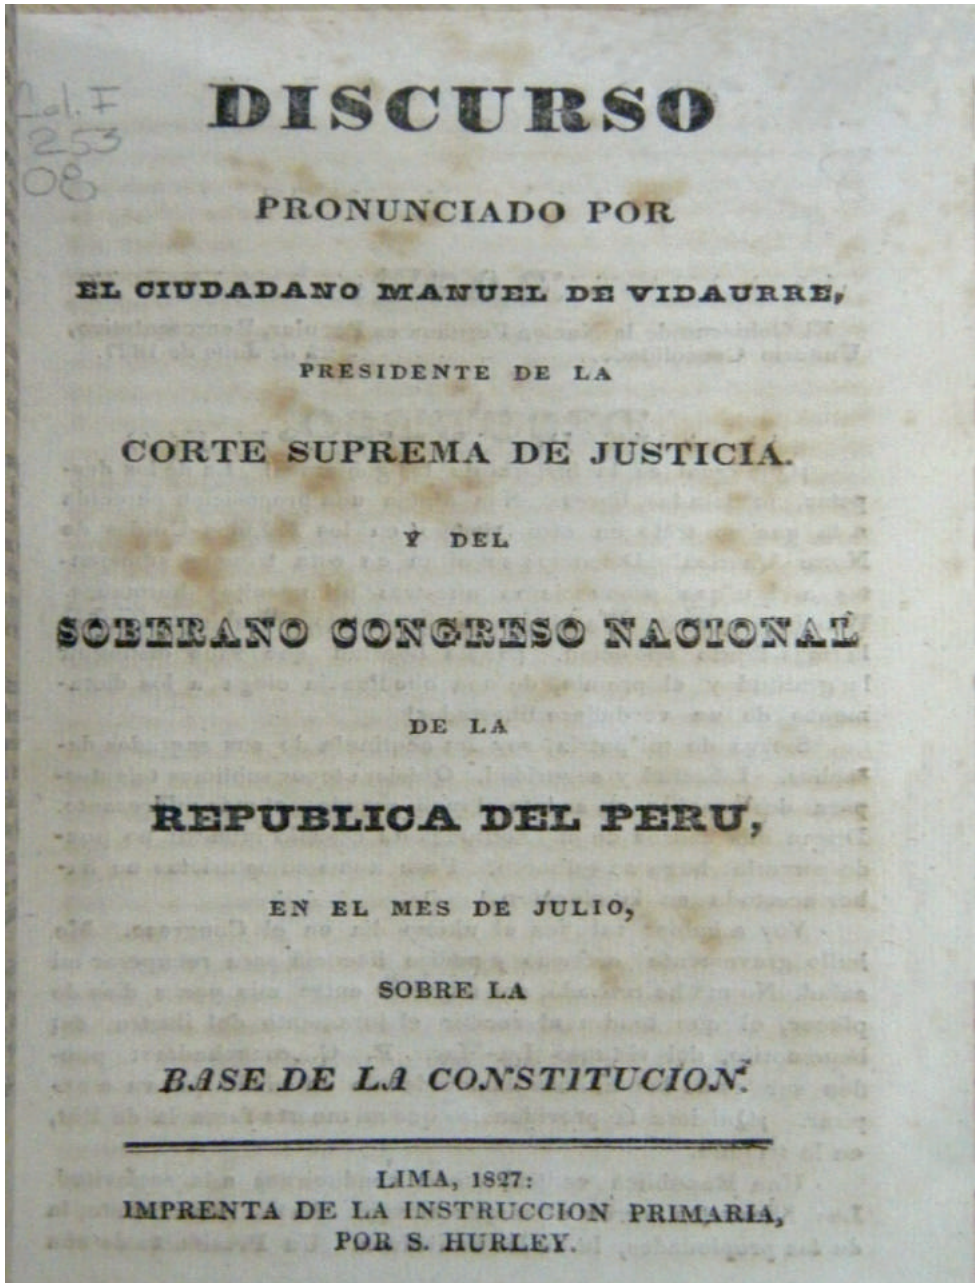 Col. F
253
08
DISCURSO
PRONUNCIADO POR
EL CIUDADANO MANUEL DE VIDAURRE,
PRESIDENTE DE LA
CORTE SUPREMA DE JUSTICIA.
Y DEL
SOBERANO CONGRESO NACIONAL
DE LA
REPUBLICA DEL PERU,
EN EL MES DE JULIO,
SOBRE LA
BASE DE LA CONSTITUCION.
LIMA, 1827:
IMPRENTA DE LA INSTRUCCION PRIMARIA,
POR S. HURLEY.